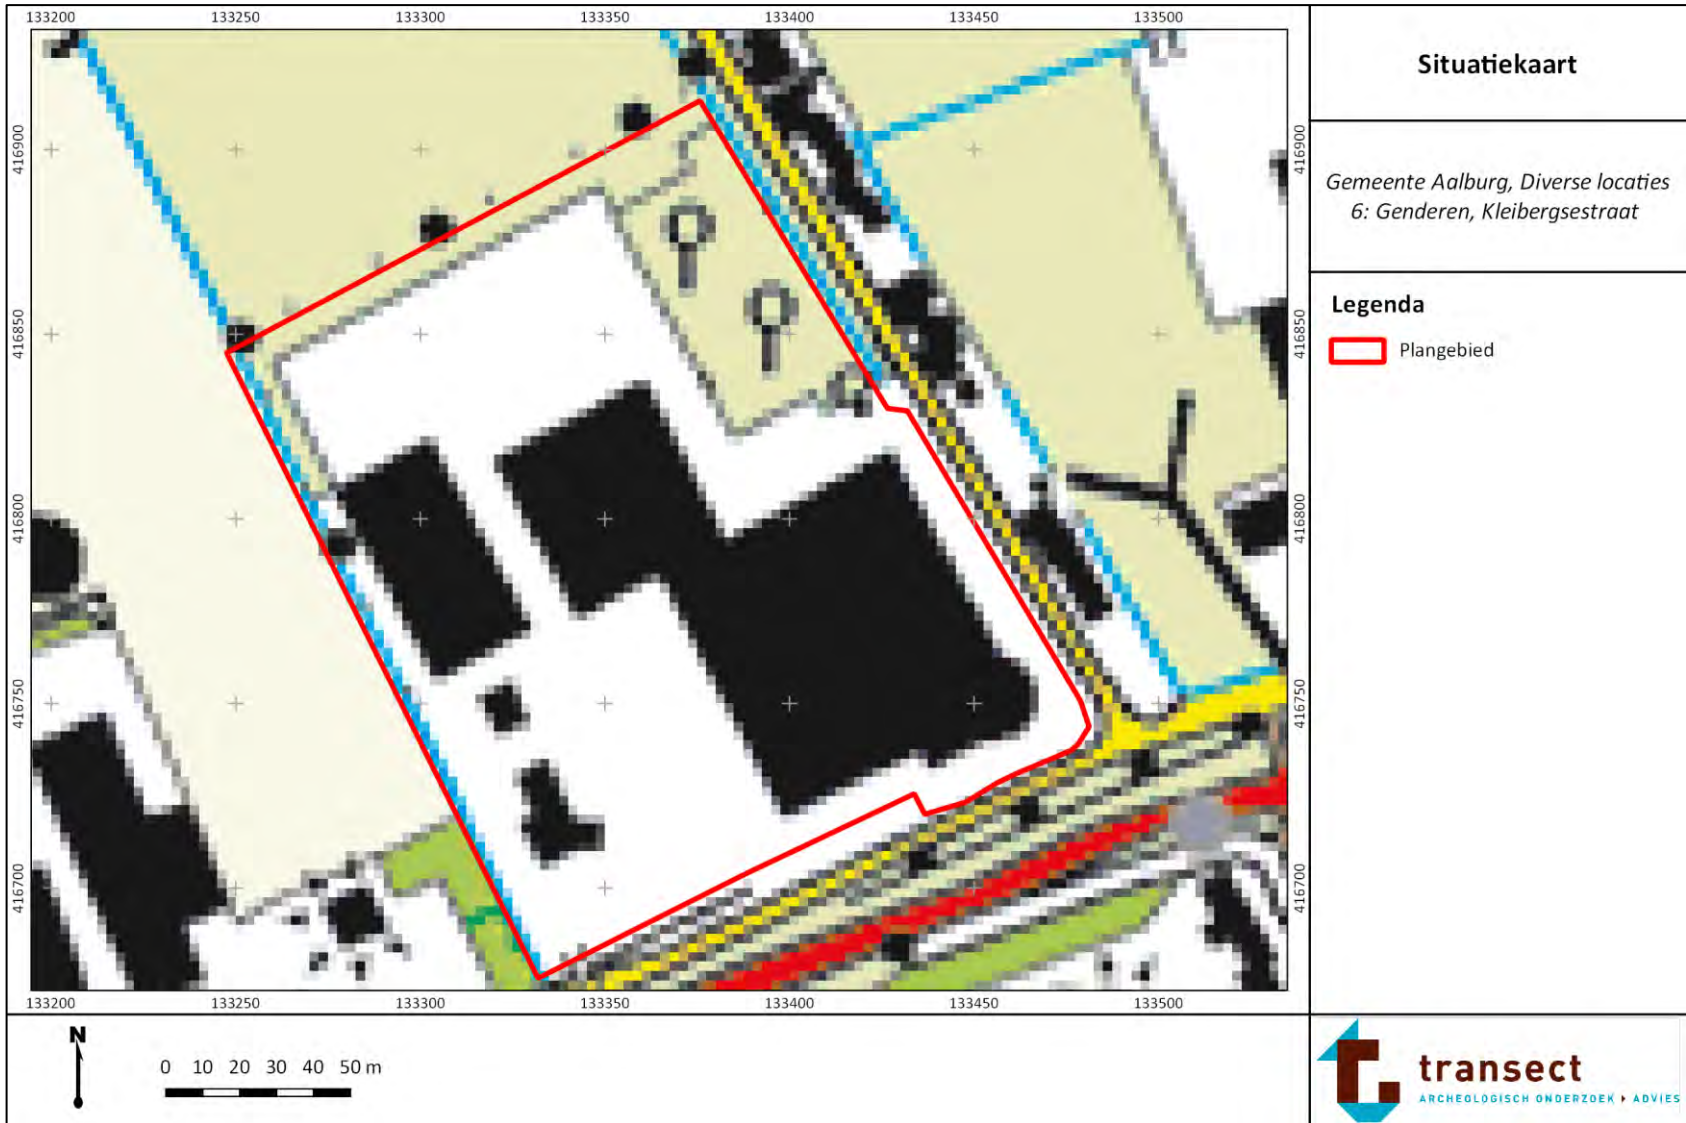 133200 133250 133300 133350 133400 133450 133500
416900
416850
416800
416750
416700
416900
416850
416800
416750
416700
133200 133250 133300 133350 133400 133450 133500
Situatiekaart
Gemeente Aalburg, Diverse locaties
6: Genderen, Kleibergsestraat
Legenda
Plangebied
N
0 10 20 30 40 50 m
transect
ARCHEOLOGISCH ONDERZOEK ▸ ADVIES